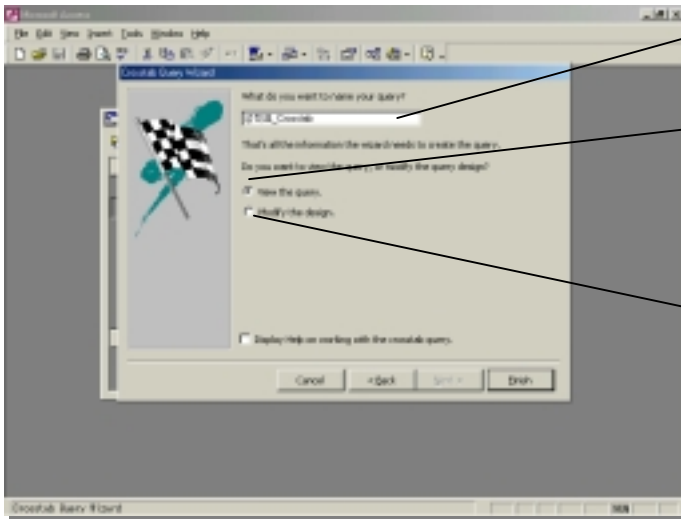 Microsoft Access
File Edit View Insert Tools Window Help
Crosstab Query Wizard
What do you want to name your query?
Crosstab
That's all the information the wizard needs to create the query.
Do you want to view the query, or modify the query design?
View the query.
Modify the design.
Display Help on working with the crosstab query.
Cancel
< Back
Next >
Finish
Crosstab Query Wizard
NUM